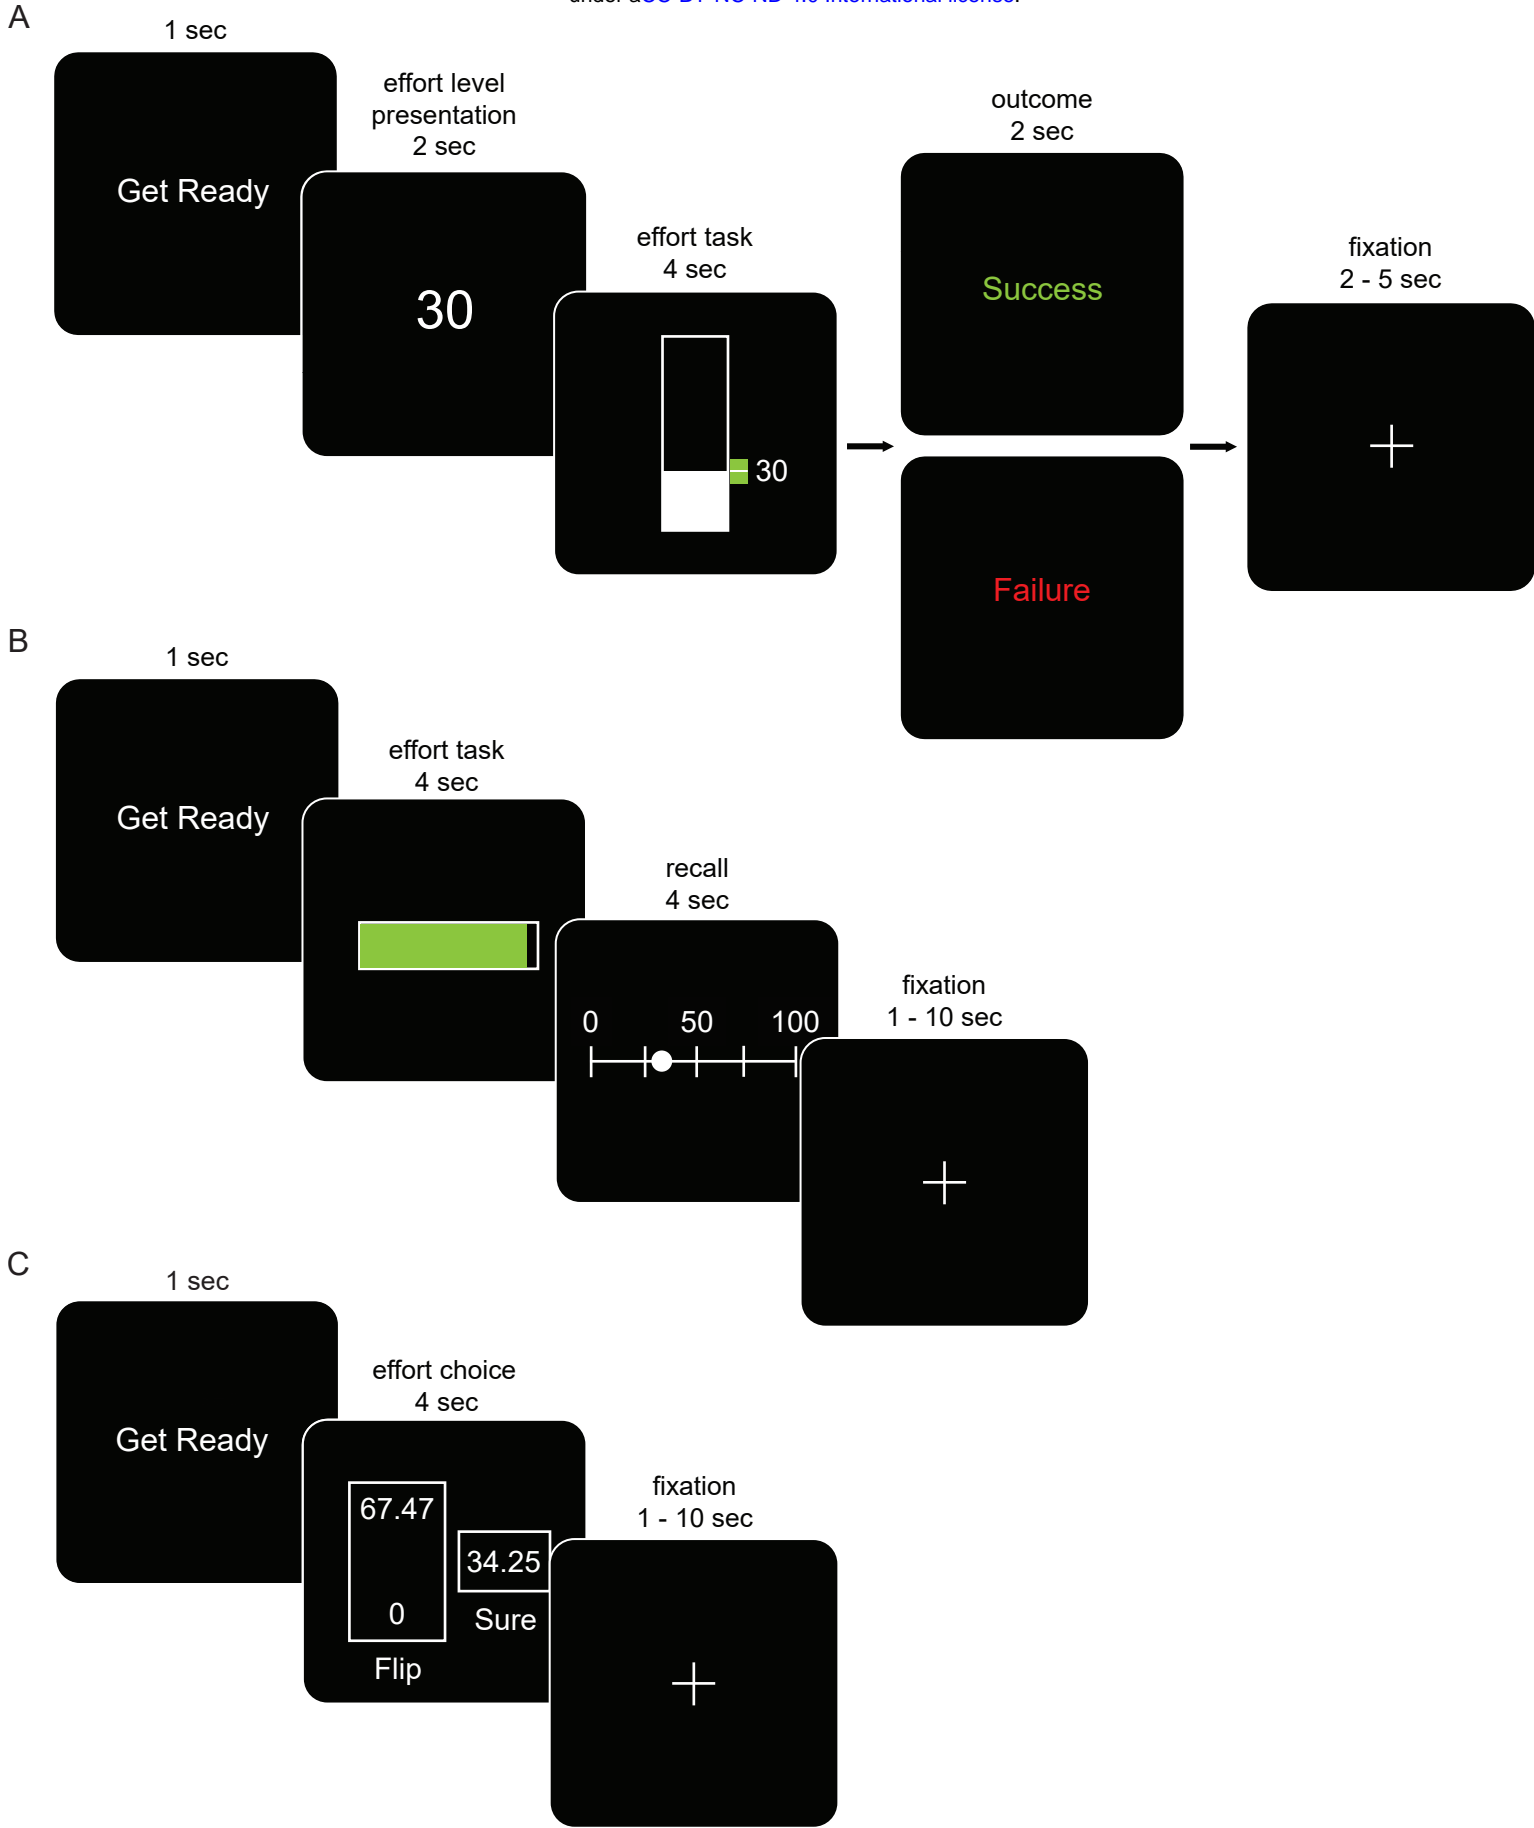 A
1 sec
Get Ready
effort level
presentation
2 sec
30
effort task
4 sec
30
outcome
2 sec
Success
Failure
fixation
2 - 5 sec
B
1 sec
Get Ready
effort task
4 sec
recall
4 sec
0 50 100
fixation
1 - 10 sec
C
1 sec
Get Ready
effort choice
4 sec
67.47
0
Flip
34.25
Sure
fixation
1 - 10 sec